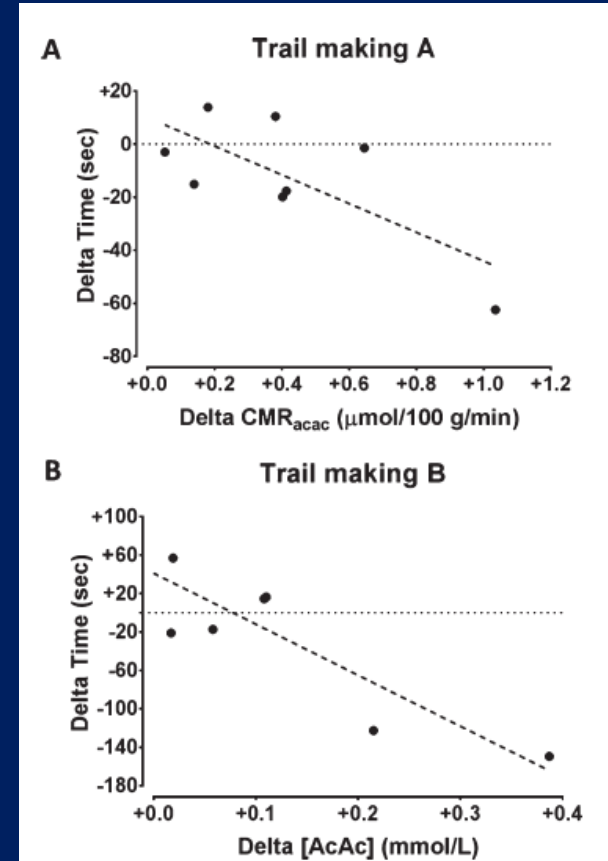 A
Trail making A
+20
0
-20
-40
-60
-80
Delta Time (sec)
+0.0 +0.2 +0.4 +0.6 +0.8 +1.0 +1.2
Delta CMRacac (μmol/100 g/min)
B
Trail making B
+100
+60
+20
-20
-60
-100
-140
-180
Delta Time (sec)
+0.0 +0.1 +0.2 +0.3 +0.4
Delta [AcAc] (mmol/L)